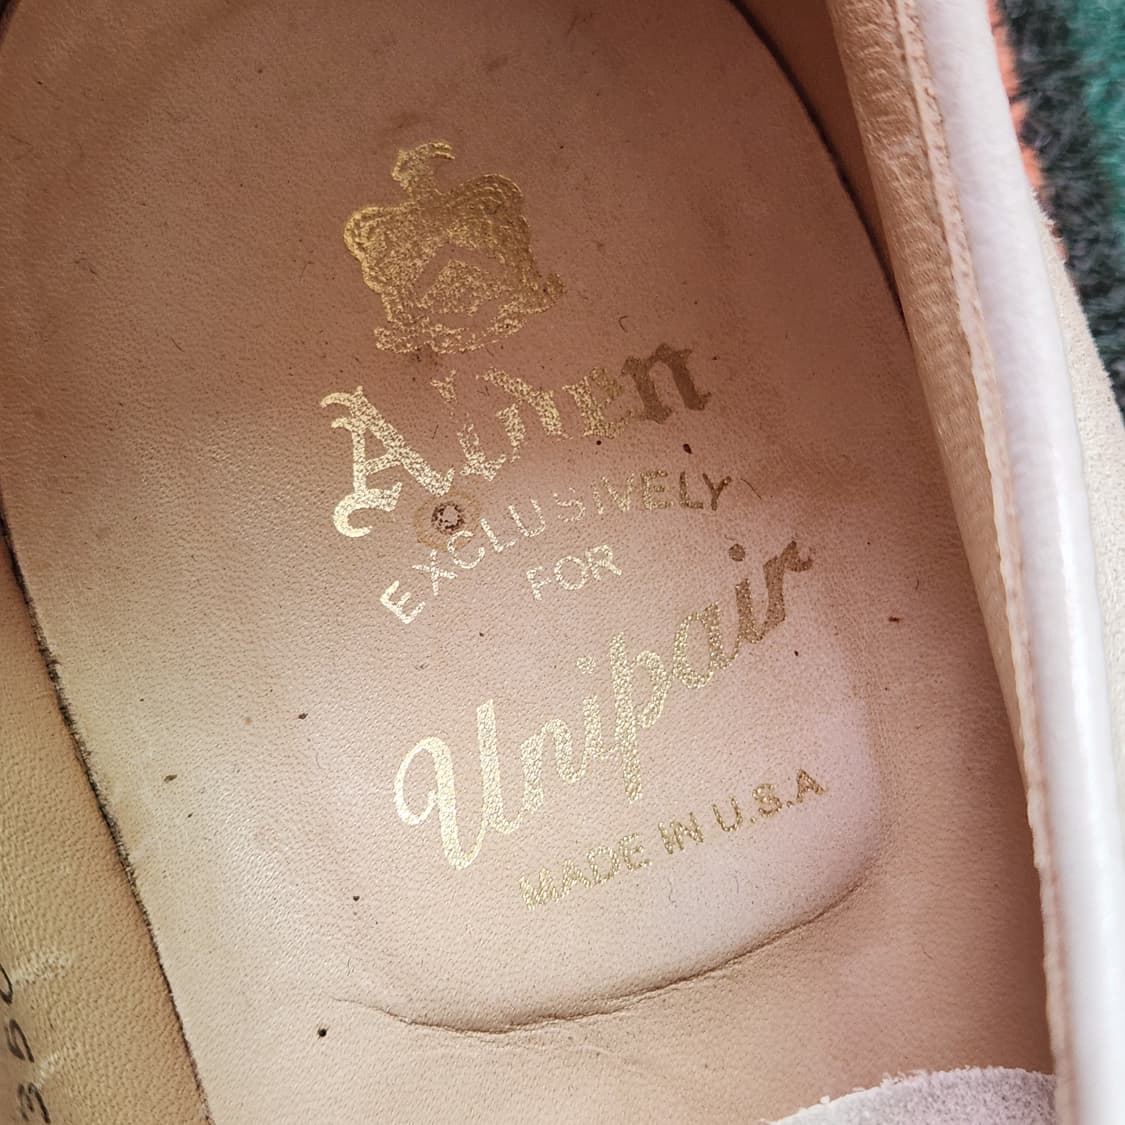 Alden
EXCLUSIVELY
FOR
Unipair
MADE IN U.S.A